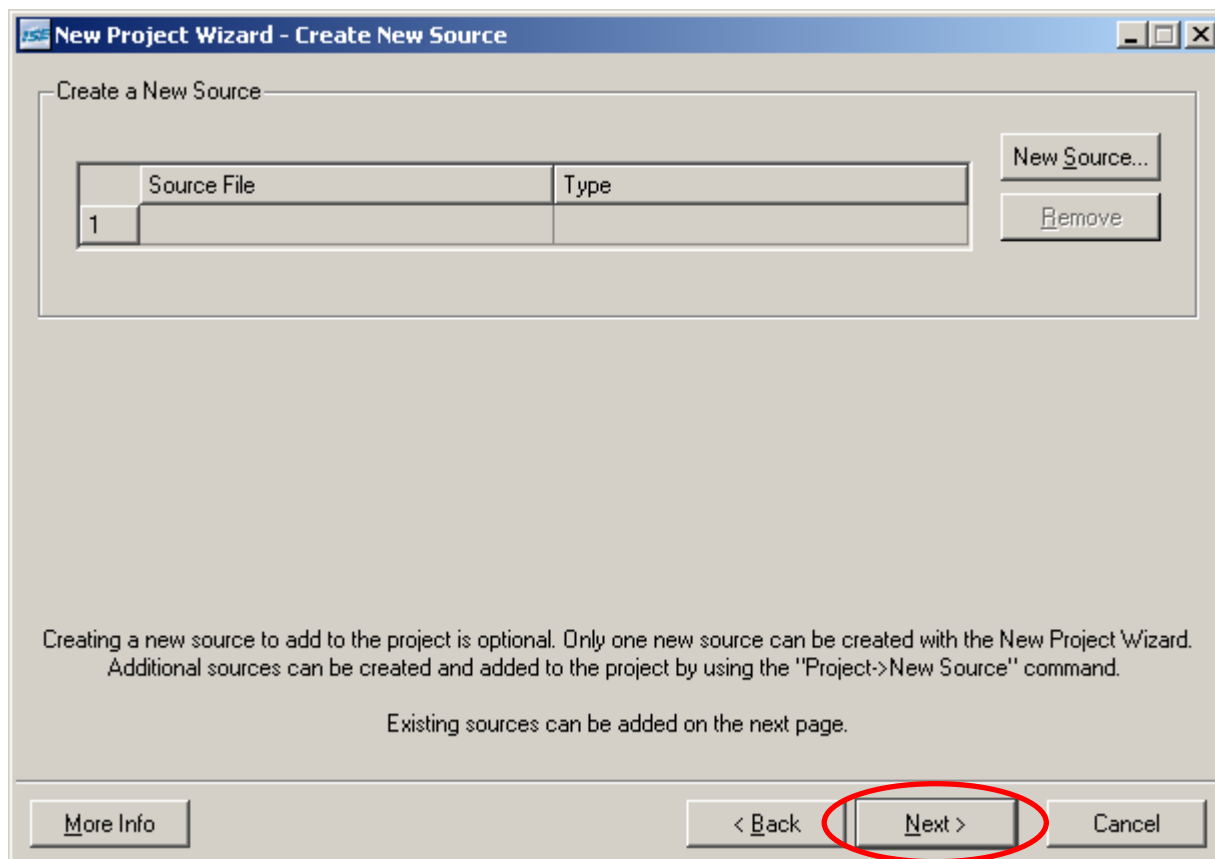 ISE New Project Wizard - Create New Source
Create a New Source
New Source...
Source File Type
1
Remove
Creating a new source to add to the project is optional. Only one new source can be created with the New Project Wizard.
Additional sources can be created and added to the project by using the "Project->New Source" command.
Existing sources can be added on the next page.
More Info < Back Next > Cancel